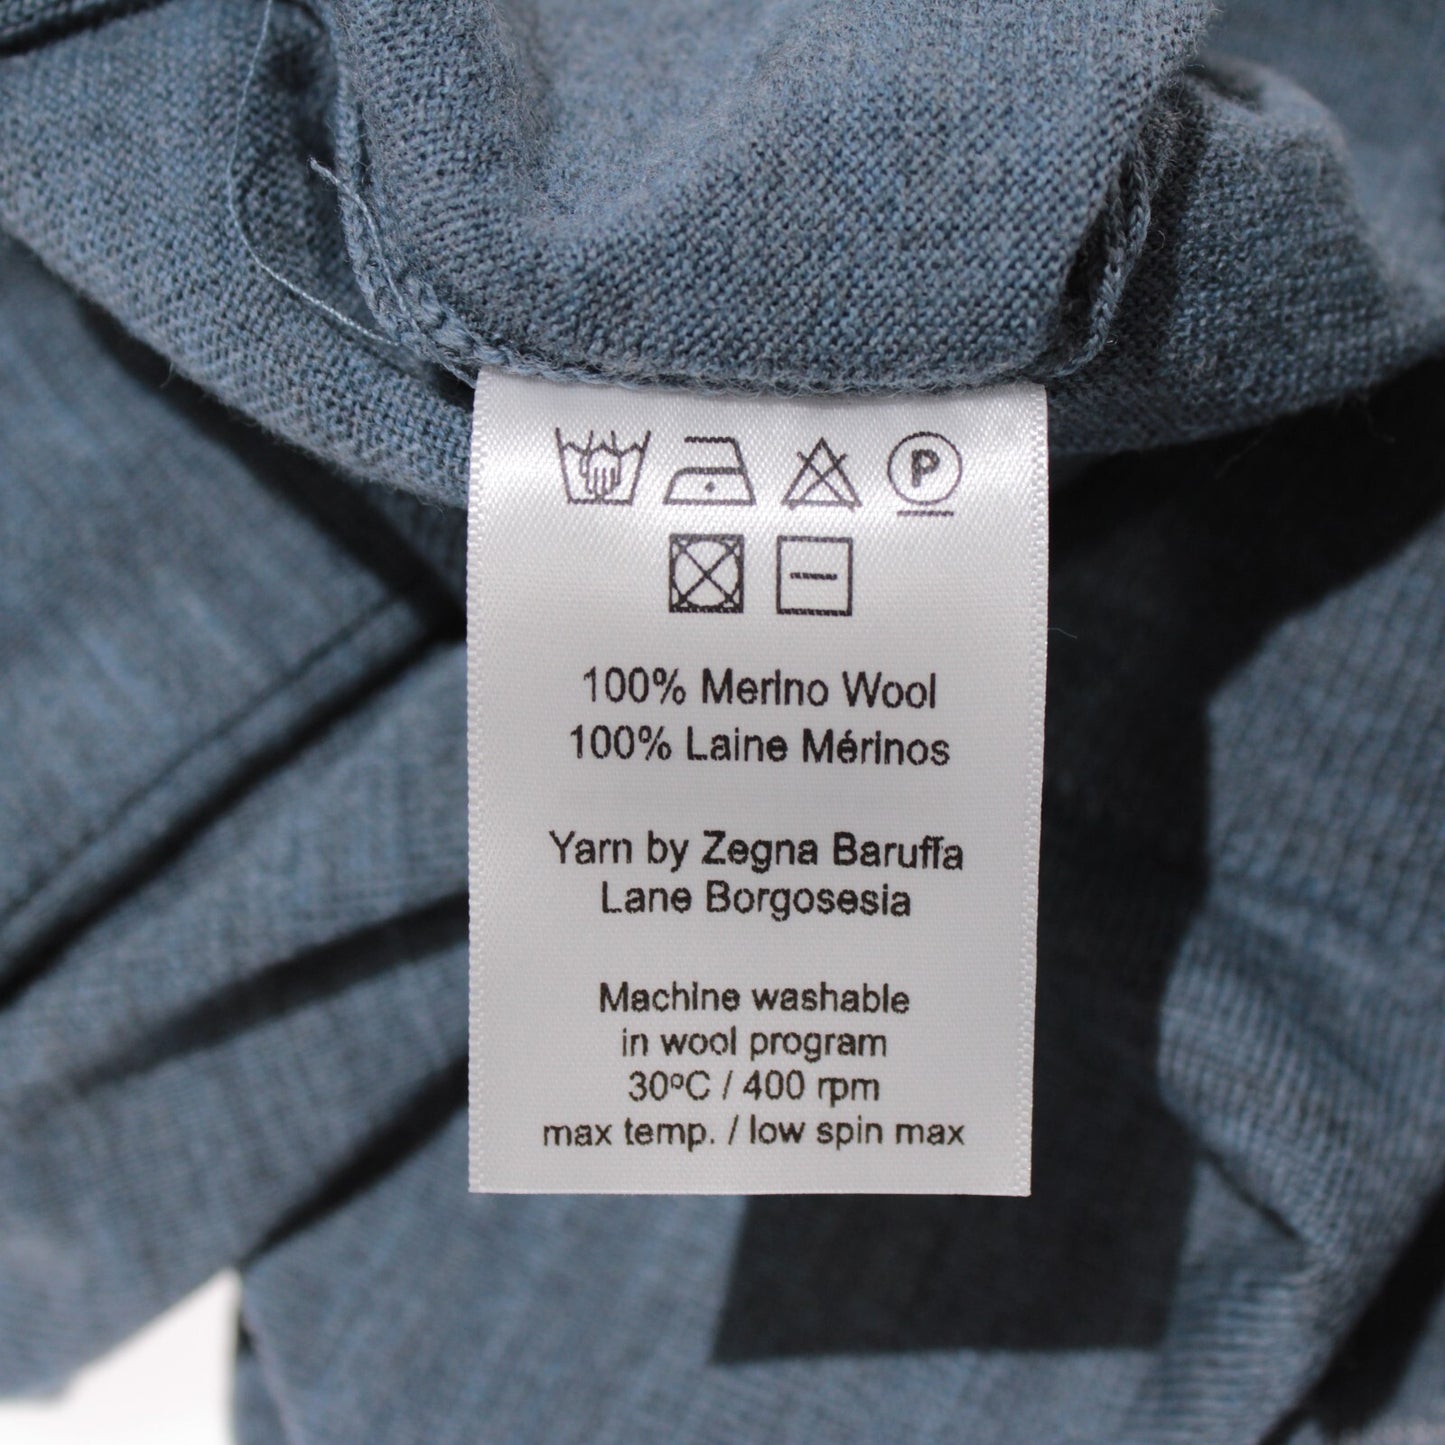 P
100% Merino Wool
100% Laine Mérinos
Yarn by Zegna Baruffa
Lane Borgosesia
Machine washable
in wool program
30ºC / 400 rpm
max temp. / low spin max